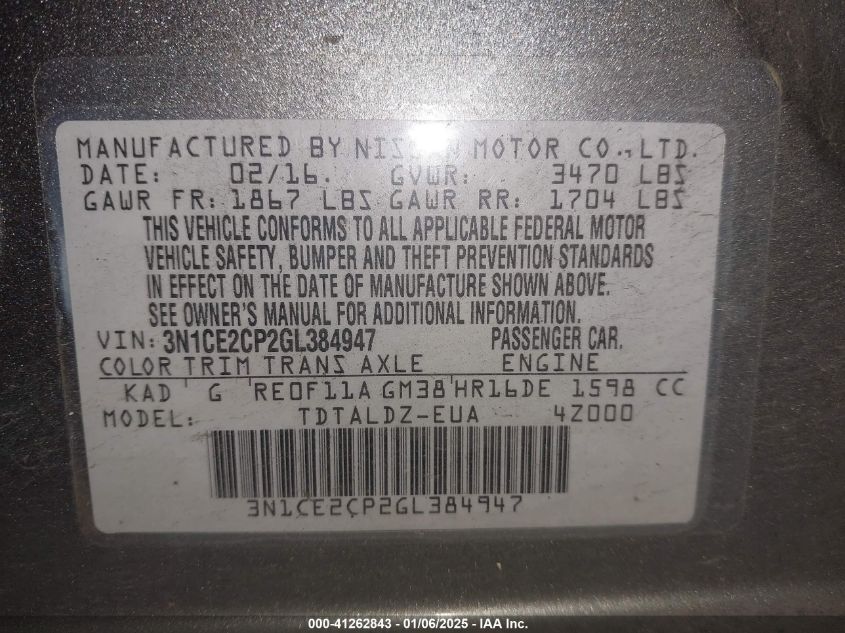 MANUFACTURED BY MOTOR CO., LTD.
DATE: 02/16. GVWR: 3470 LBS
GAWR FR: 1867 LBS GAWR RR: 1704 LBS
THIS VEHICLE CONFORMS TO ALL APPLICABLE FEDERAL MOTOR
VEHICLE SAFETY, BUMPER AND THEFT PREVENTION STANDARDS
IN EFFECT ON THE DATE OF MANUFACTURE SHOWN ABOVE.
SEE OWNER'S MANUAL FOR ADDITIONAL INFORMATION.
VIN: 3N1CE2CP2GL384947 PASSENGER CAR.
COLOR TRIM TRANS AXLE ENGINE
KAD G RE0F11A GM38 HR16DE 1598 CC
MODEL: TDTALDZ-EUA 4Z000
3N1CE2CP2GL384947
000-41262843 - 01/06/2025 - IAA Inc.